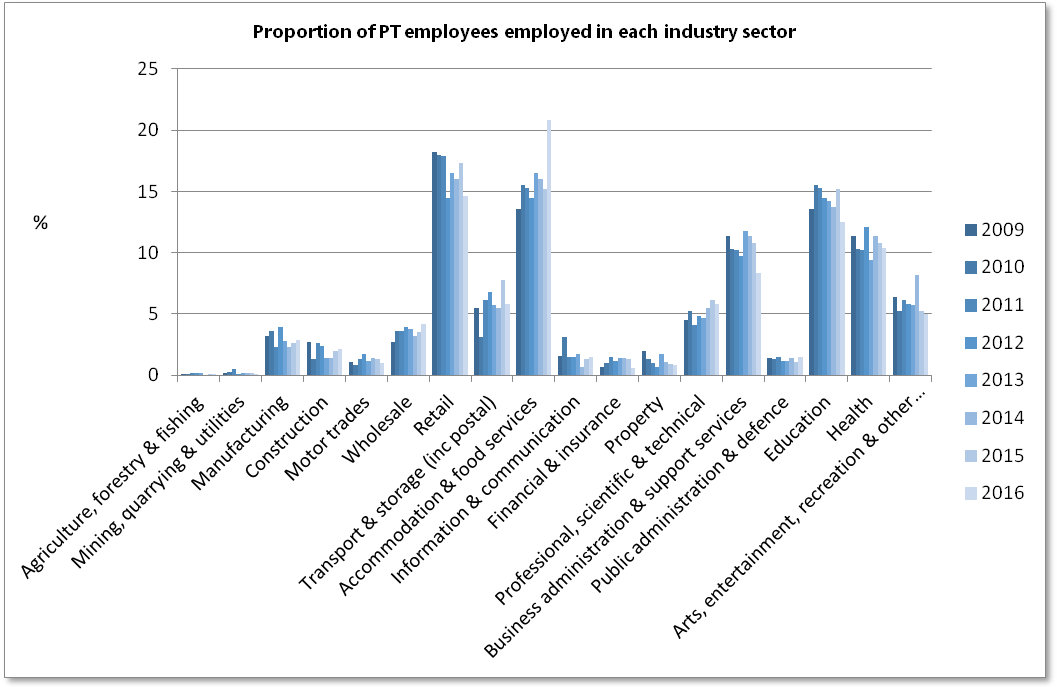 Proportion of PT employees employed in each industry sector
25
20
15
10
5
0
%
Agriculture, forestry & fishing
Mining, quarrying & utilities
Manufacturing
Construction
Motor trades
Wholesale
Retail
Transport & storage (inc postal)
Accommodation & food services
Information & communication
Financial & insurance
Property
Professional, scientific & technical
Business administration & support services
Public administration & defence
Education
Health
Arts, entertainment, recreation & other...
2009
2010
2011
2012
2013
2014
2015
2016